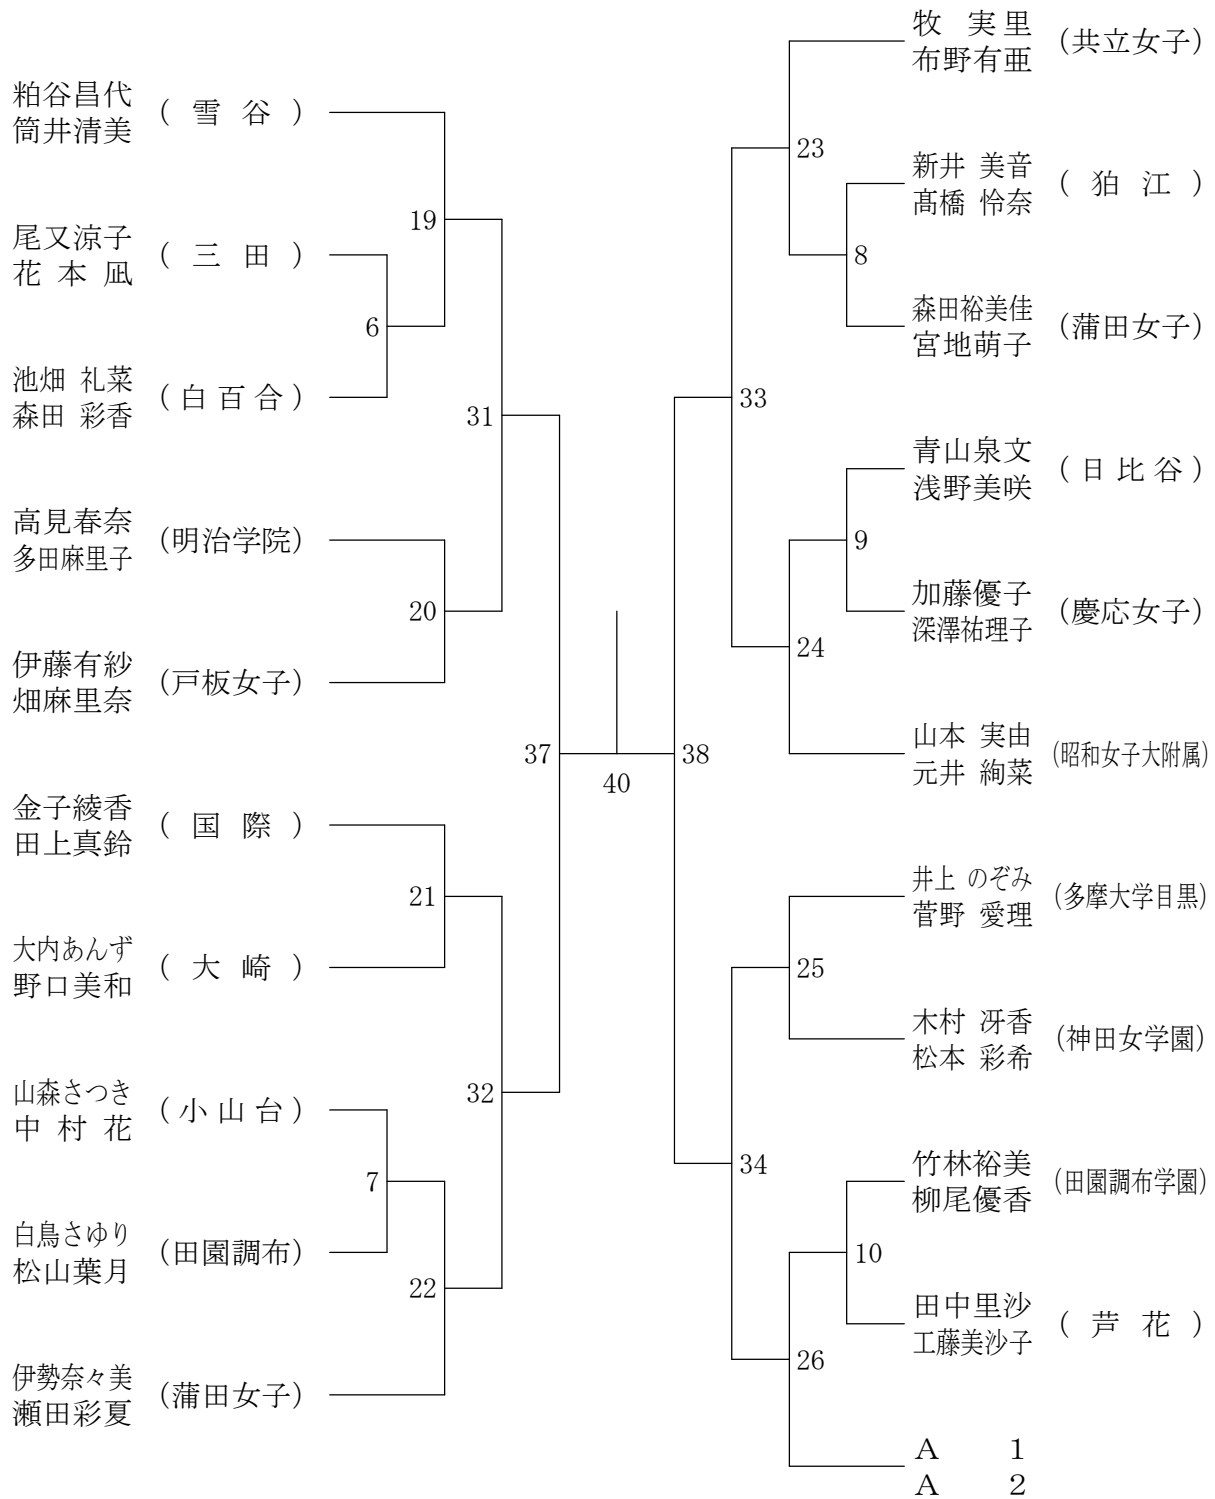 粕谷昌代
筒井清美
(雪谷)
尾又涼子
花本凪
(三田)
池畑 礼菜
森田 彩香
(白百合)
高見春奈
多田麻里子
(明治学院)
伊藤有紗
畑麻里奈
(戸板女子)
金子綾香
田上真鈴
(国際)
大内あんず
野口美和
(大崎)
山森さつき
中村花
(小山台)
白鳥さゆり
松山葉月
(田園調布)
伊勢奈々美
瀬田彩夏
(蒲田女子)
6
7
19
20
21
22
31
32
37
40
38
33
34
23
24
25
26
8
9
10
牧 実里
布野有亜
(共立女子)
新井 美音
髙橋 怜奈
(狛江)
森田裕美佳
宮地萌子
(蒲田女子)
青山泉文
浅野美咲
(日比谷)
加藤優子
深澤祐理子
(慶応女子)
山本 実由
元井 絢菜
(昭和女子大附属)
井上 のぞみ
菅野 愛理
(多摩大学目黒)
木村 冴香
松本 彩希
(神田女学園)
竹林裕美
柳尾優香
(田園調布学園)
田中里沙
工藤美沙子
(芦花)
A 1
A 2